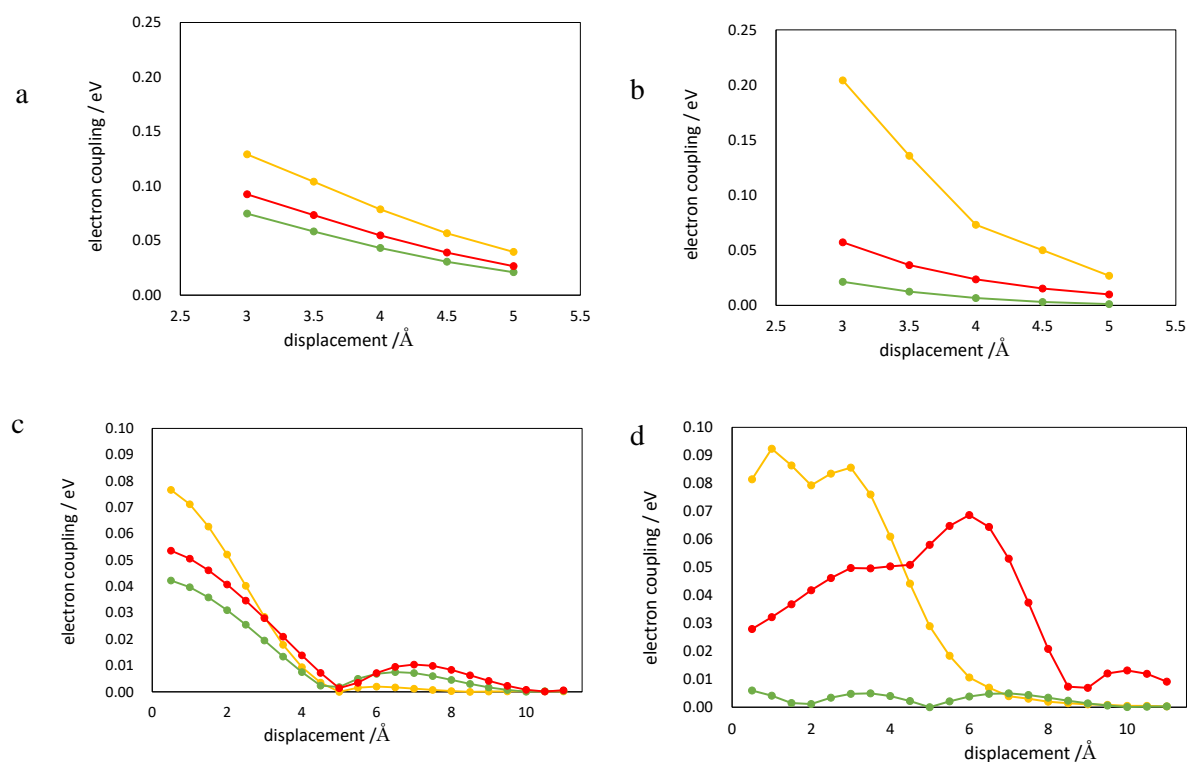 a
0.25
0.20
0.15
0.10
0.05
0.00
electron coupling / eV
2.5 3 3.5 4 4.5 5 5.5
displacement /Å
b
0.25
0.20
0.15
0.10
0.05
0.00
electron coupling / eV
2.5 3 3.5 4 4.5 5 5.5
displacement /Å
c
0.10
0.09
0.08
0.07
0.06
0.05
0.04
0.03
0.02
0.01
0.00
electron coupling / eV
0 2 4 6 8 10
displacement /Å
d
0.10
0.09
0.08
0.07
0.06
0.05
0.04
0.03
0.02
0.01
0.00
electron coupling / eV
0 2 4 6 8 10
displacement /Å